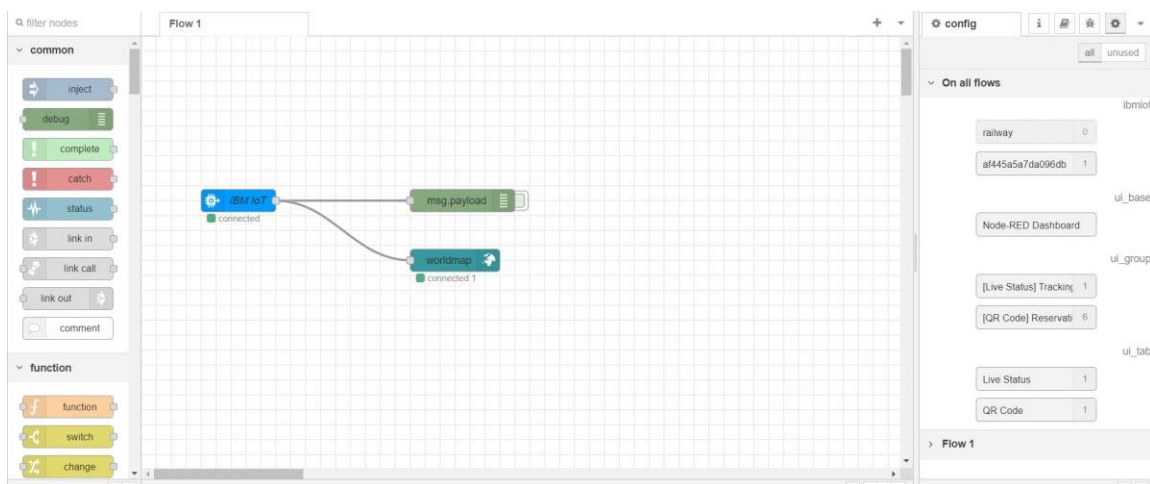 filter nodes
common
inject
debug
complete
catch
status
link in
link call
link out
comment
function
function
switch
change
Flow 1
IBM IoT
connected
msg.payload
worldmap
connected 1
config
all unused
On all flows
ibmiot
railway 0
af445a5a7da096db 1
ui_base
Node-RED Dashboard
ui_group
[Live Status] Tracking 1
[QR Code] Reservati 6
ui_tab
Live Status 1
QR Code 1
Flow 1